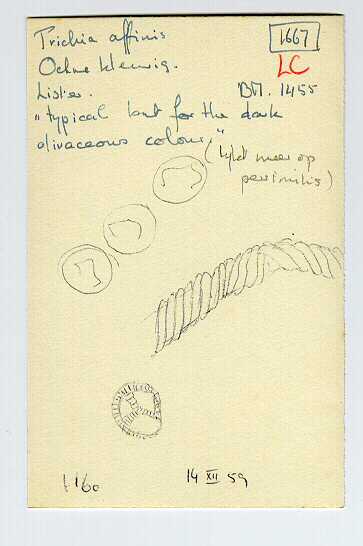 Trichia affinis
1667
Ochre kleurig.
LC
Lister.
BM. 1455
"typical but for the dark
olivaceous colour,"
(lijkt meer op
persimilis)
1160
14 XII 59